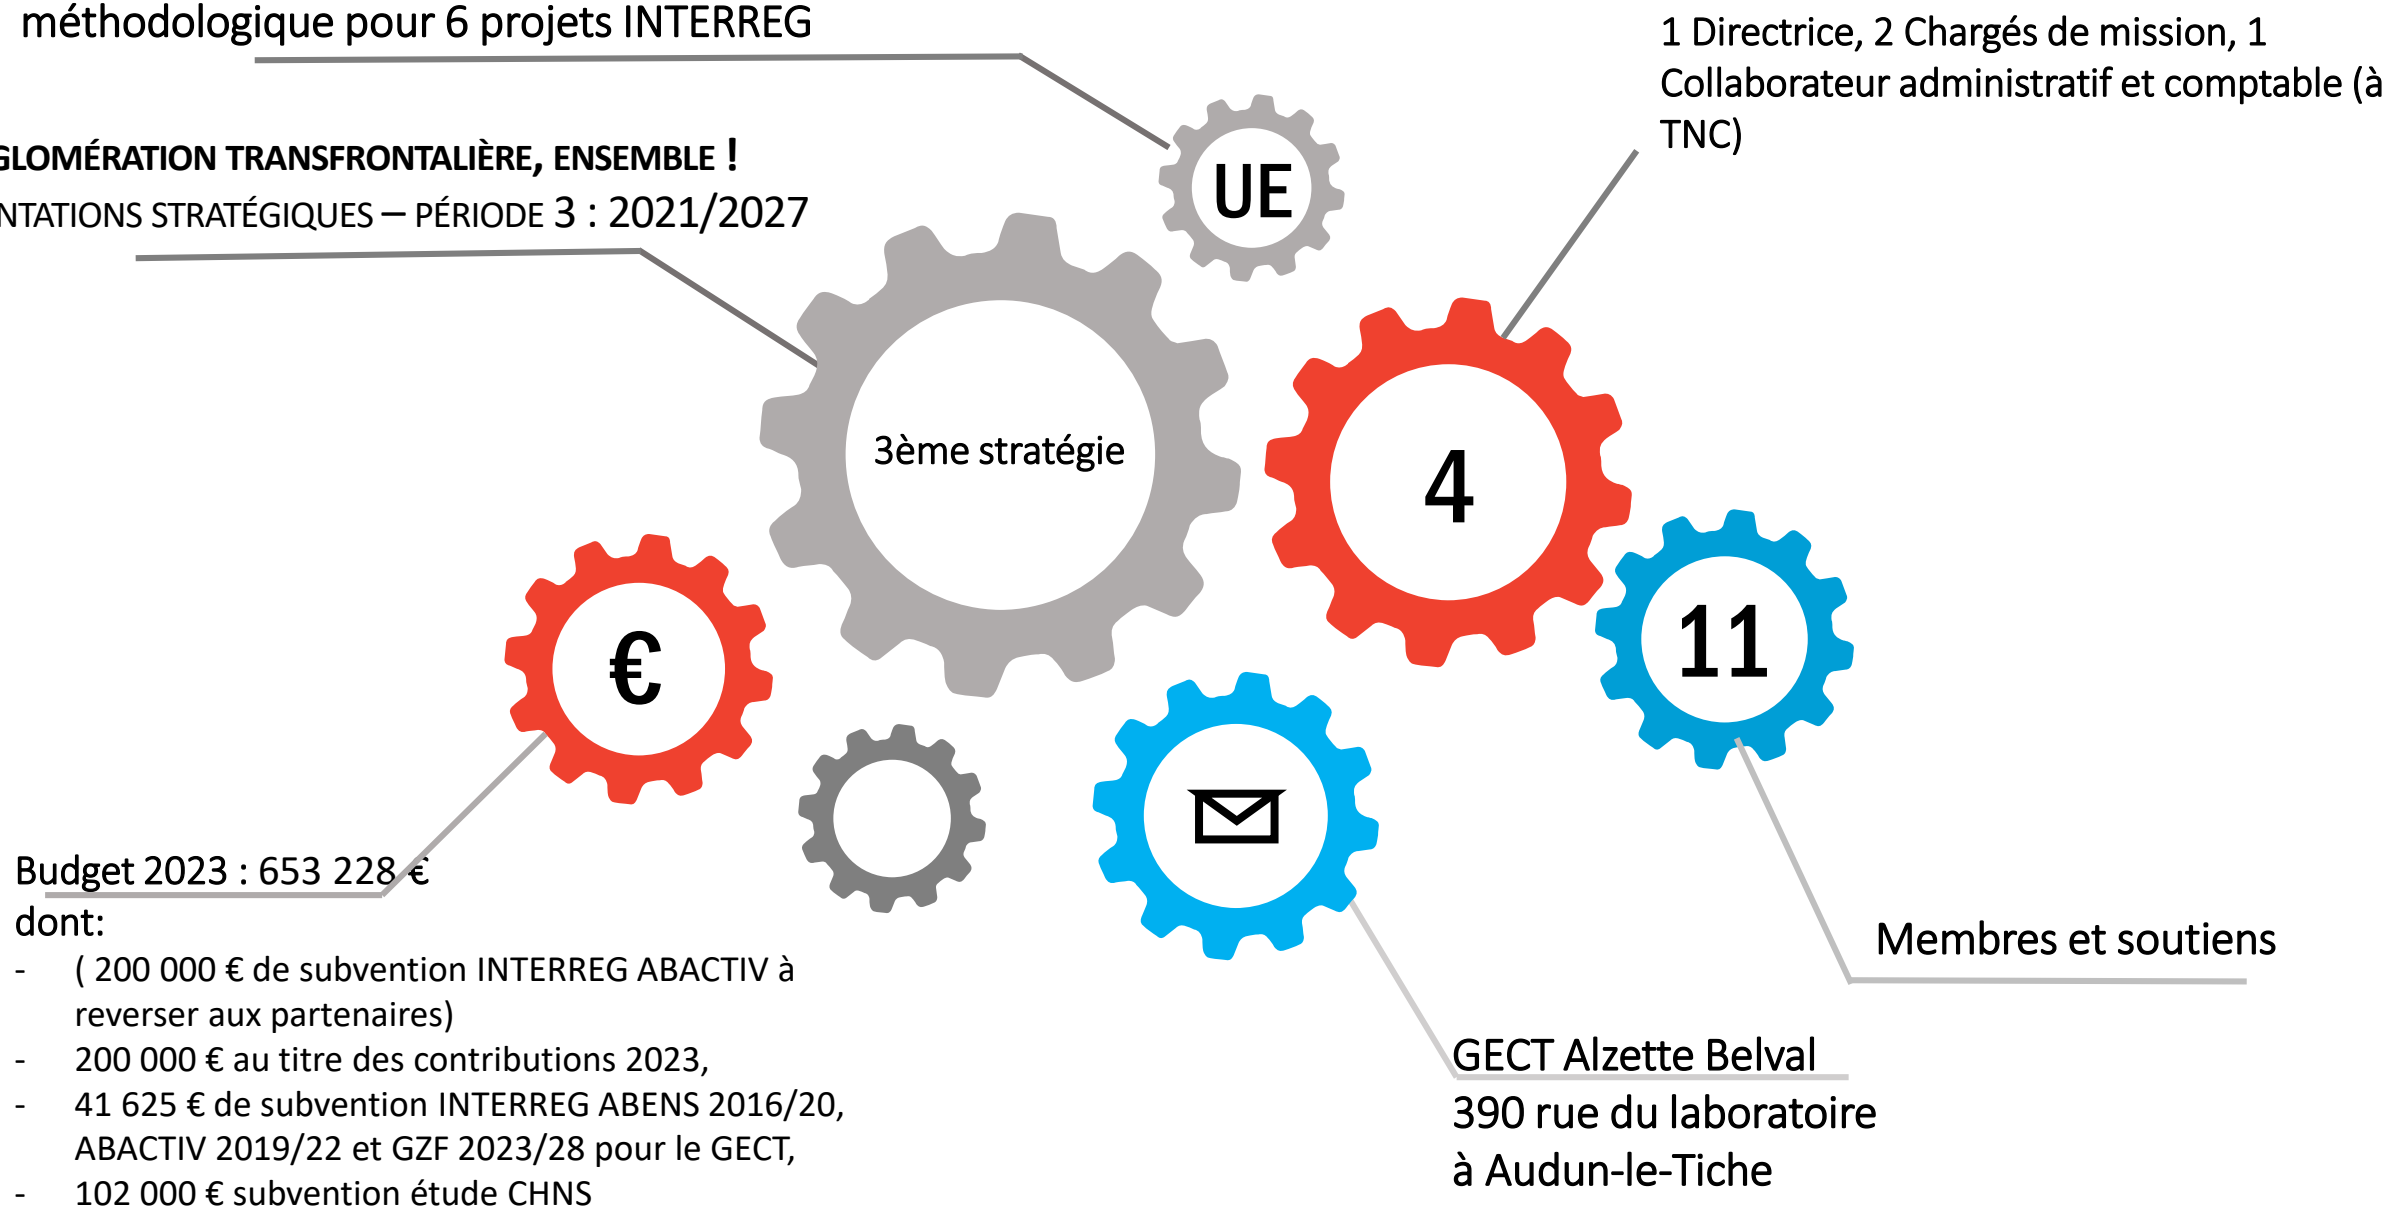 méthodologique pour 6 projets INTERREG
1 Directrice, 2 Chargés de mission, 1
Collaborateur administratif et comptable (à
TNC)
GLOMÉRATION TRANSFRONTALIÈRE, ENSEMBLE !
NTATIONS STRATÉGIQUES – PÉRIODE 3 : 2021/2027
UE
3ème stratégie
4
11
€
Budget 2023 : 653 228 €
dont:
- ( 200 000 € de subvention INTERREG ABACTIV à
reverser aux partenaires)
- 200 000 € au titre des contributions 2023,
- 41 625 € de subvention INTERREG ABENS 2016/20,
ABACTIV 2019/22 et GZF 2023/28 pour le GECT,
- 102 000 € subvention étude CHNS
Membres et soutiens
GECT Alzette Belval
390 rue du laboratoire
à Audun-le-Tiche